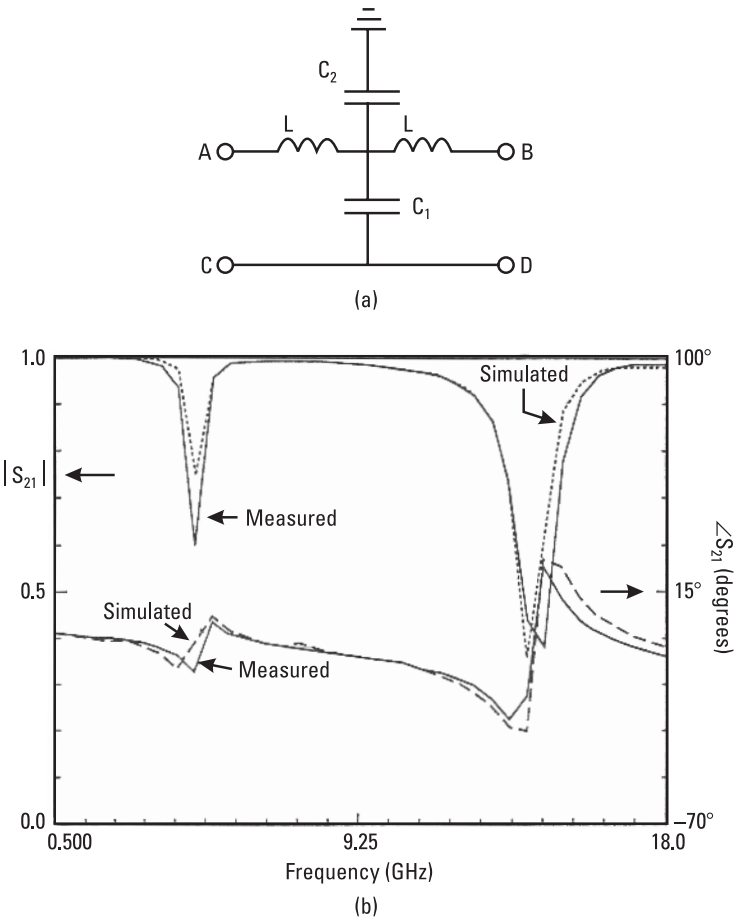 C₂
L L
A B
C₁
C D
(a)
1.0 100°
Simulated
|S₂₁|
Measured
∠S₂₁ (degrees)
0.5 15°
Simulated
Measured
0.0 –70°
0.500 9.25 18.0
Frequency (GHz)
(b)